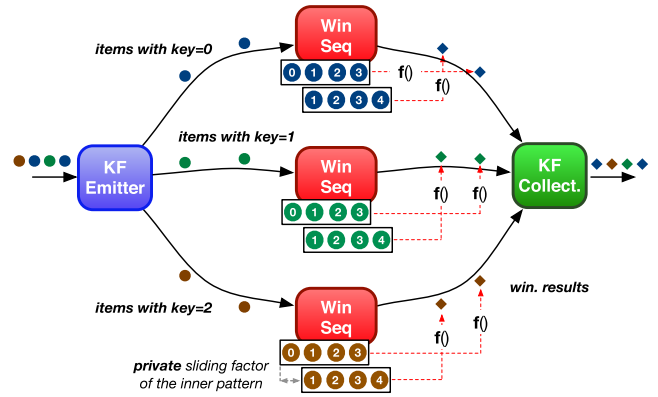 items with key=0
Win
Seq
0 1 2 3
f()
f()
1 2 3 4
KF
Emitter
items with key=1
Win
Seq
0 1 2 3
f()
f()
1 2 3 4
KF
Collect.
items with key=2
Win
Seq
win. results
0 1 2 3
f()
f()
1 2 3 4
private sliding factor
of the inner pattern